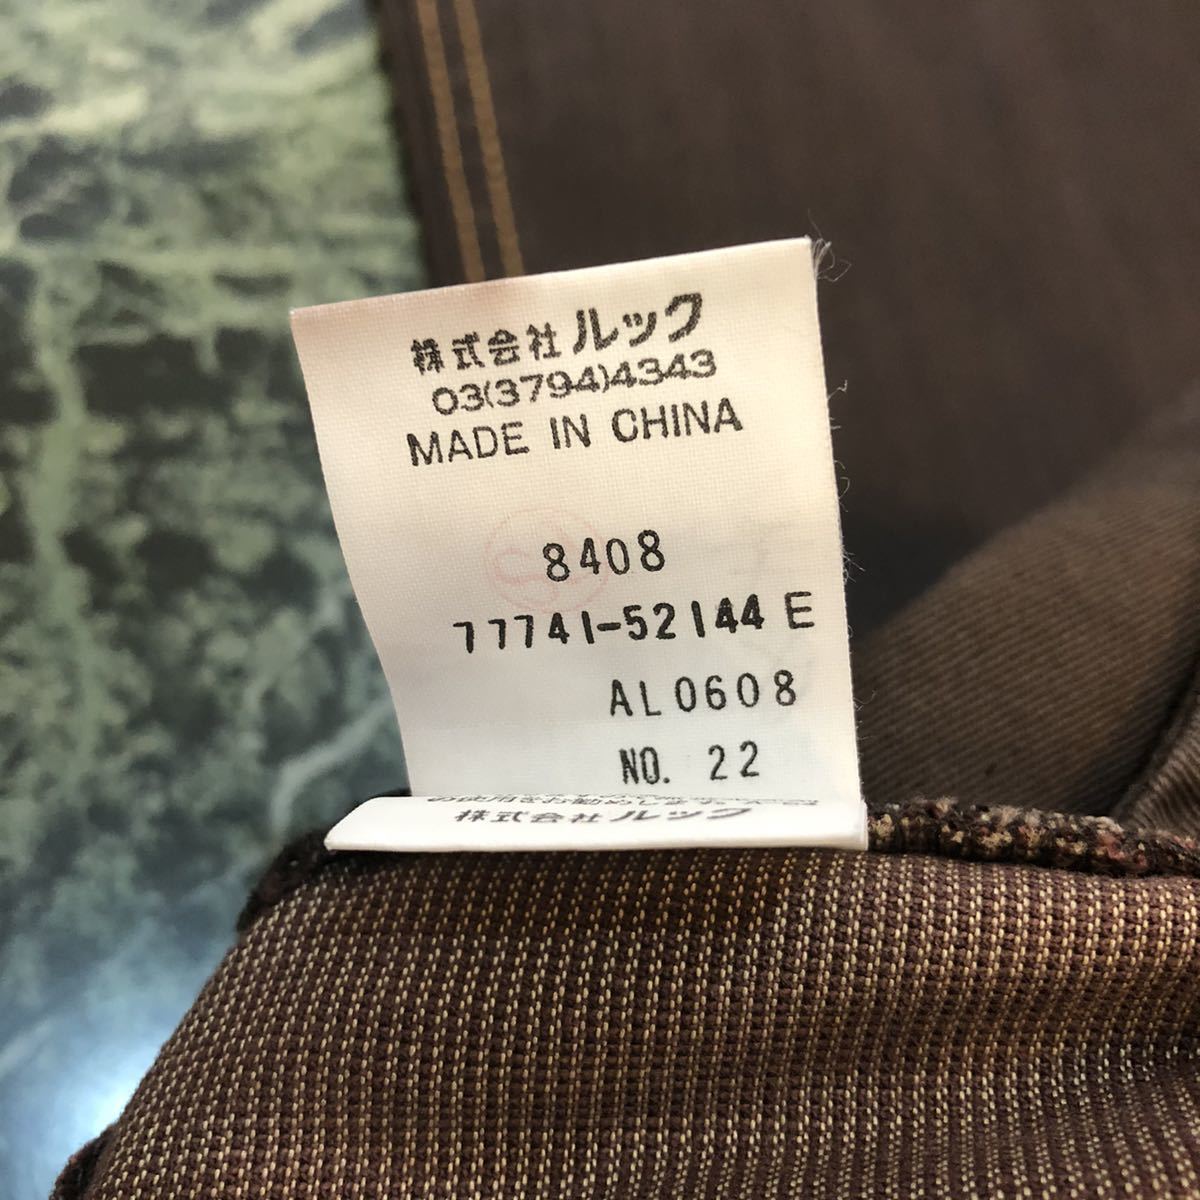 株式会社 ルック
03(3794)4343
MADE IN CHINA
8408
77741-52144 E
AL0608
NO. 22
株式会社 ルック